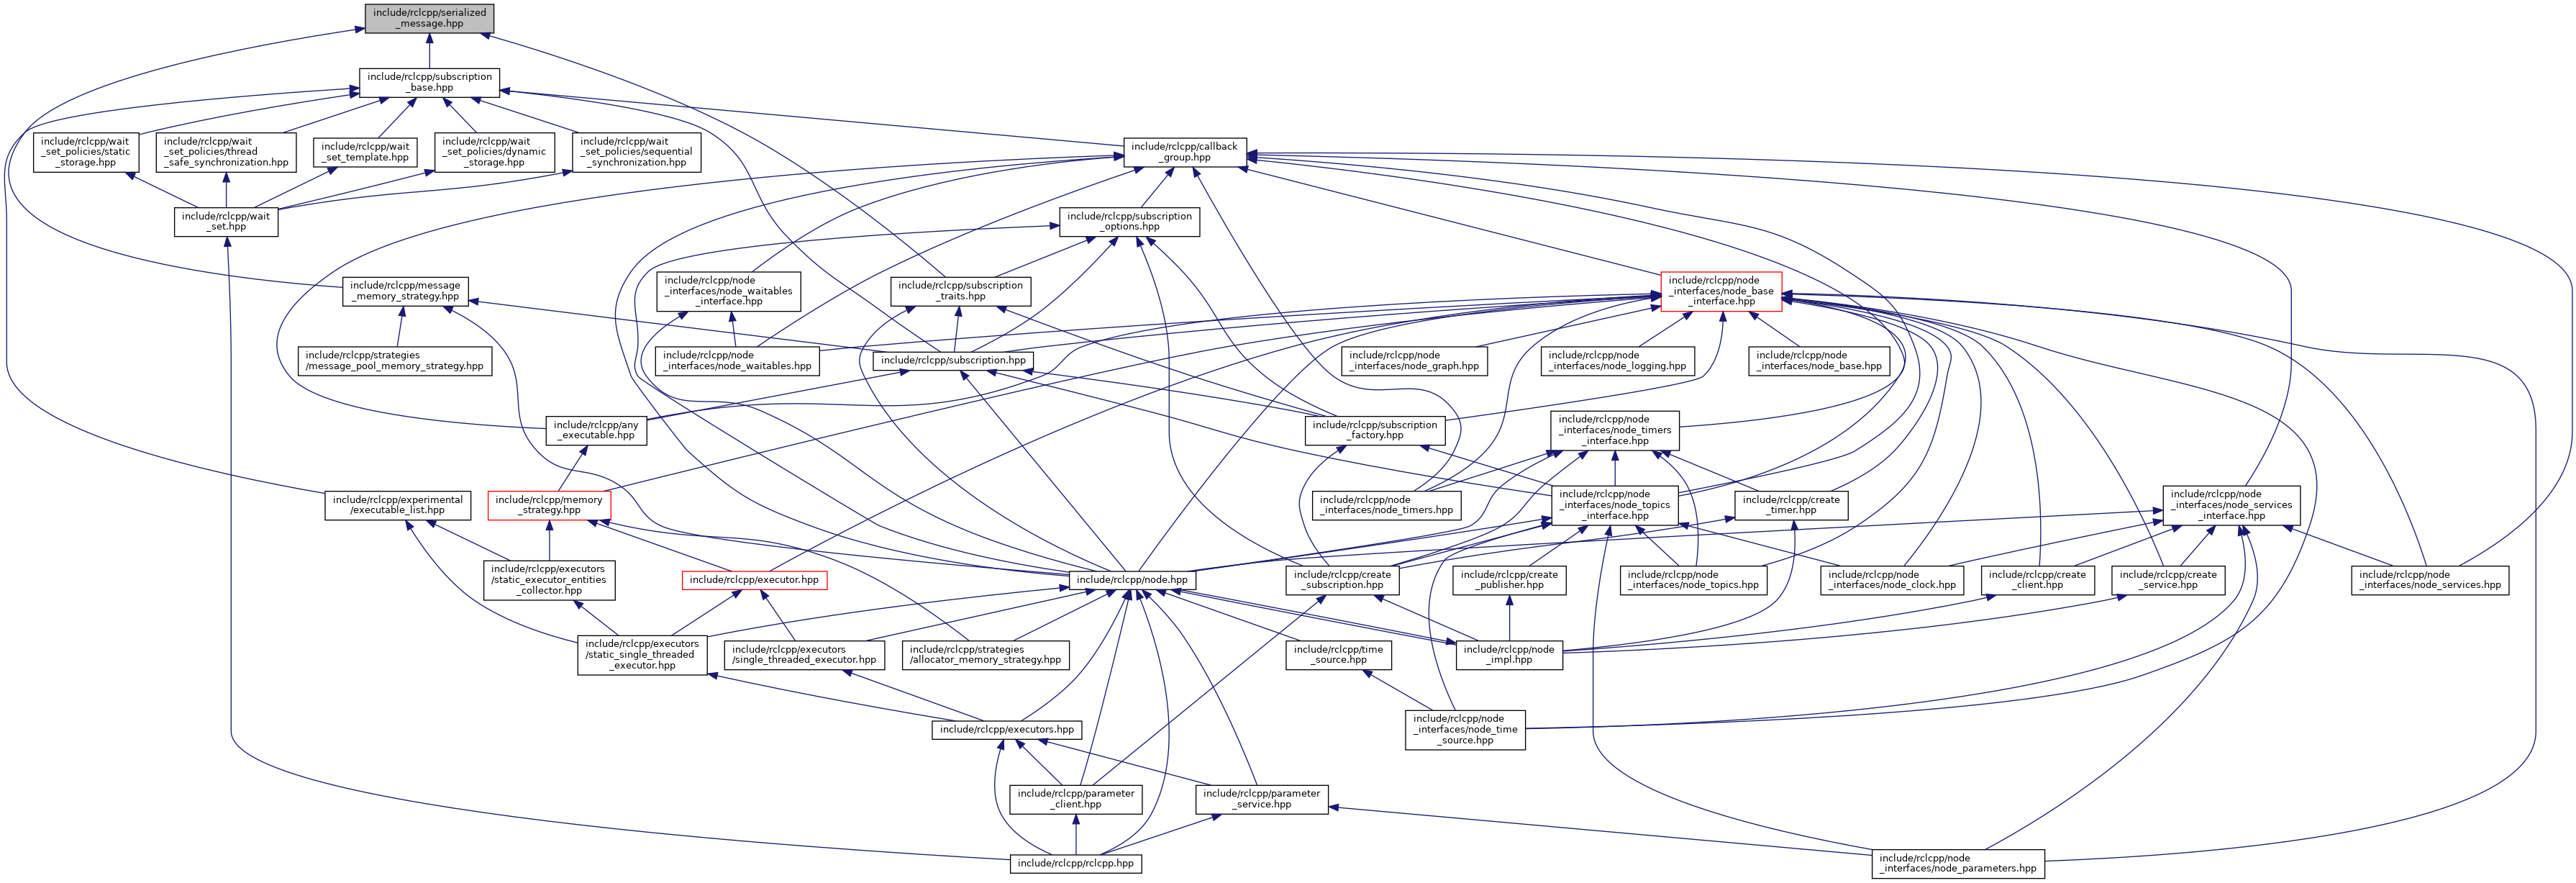 include/rclcpp/serialized
_message.hpp
include/rclcpp/subscription
_base.hpp
include/rclcpp/wait
_set_policies/static
_storage.hpp
include/rclcpp/wait
_set_policies/thread
_safe_synchronization.hpp
include/rclcpp/wait
_set_template.hpp
include/rclcpp/wait
_set_policies/dynamic
_storage.hpp
include/rclcpp/wait
_set_policies/sequential
_synchronization.hpp
include/rclcpp/callback
_group.hpp
include/rclcpp/wait
_set.hpp
include/rclcpp/subscription
_options.hpp
include/rclcpp/message
_memory_strategy.hpp
include/rclcpp/node
_interfaces/node_waitables
_interface.hpp
include/rclcpp/subscription
_traits.hpp
include/rclcpp/node
_interfaces/node_base
_interface.hpp
include/rclcpp/strategies
/message_pool_memory_strategy.hpp
include/rclcpp/node
_interfaces/node_waitables.hpp
include/rclcpp/subscription.hpp
include/rclcpp/node
_interfaces/node_graph.hpp
include/rclcpp/node
_interfaces/node_logging.hpp
include/rclcpp/node
_interfaces/node_base.hpp
include/rclcpp/any
_executable.hpp
include/rclcpp/subscription
_factory.hpp
include/rclcpp/node
_interfaces/node_timers
_interface.hpp
include/rclcpp/experimental
/executable_list.hpp
include/rclcpp/memory
_strategy.hpp
include/rclcpp/node
_interfaces/node_timers.hpp
include/rclcpp/node
_interfaces/node_topics
_interface.hpp
include/rclcpp/create
_timer.hpp
include/rclcpp/node
_interfaces/node_services
_interface.hpp
include/rclcpp/executors
/static_executor_entities
_collector.hpp
include/rclcpp/executor.hpp
include/rclcpp/node.hpp
include/rclcpp/create
_subscription.hpp
include/rclcpp/create
_publisher.hpp
include/rclcpp/node
_interfaces/node_topics.hpp
include/rclcpp/node
_interfaces/node_clock.hpp
include/rclcpp/create
_client.hpp
include/rclcpp/create
_service.hpp
include/rclcpp/node
_interfaces/node_services.hpp
include/rclcpp/executors
/static_single_threaded
_executor.hpp
include/rclcpp/executors
/single_threaded_executor.hpp
include/rclcpp/strategies
/allocator_memory_strategy.hpp
include/rclcpp/time
_source.hpp
include/rclcpp/node
_impl.hpp
include/rclcpp/executors.hpp
include/rclcpp/node
_interfaces/node_time
_source.hpp
include/rclcpp/parameter
_client.hpp
include/rclcpp/parameter
_service.hpp
include/rclcpp/rclcpp.hpp
include/rclcpp/node
_interfaces/node_parameters.hpp